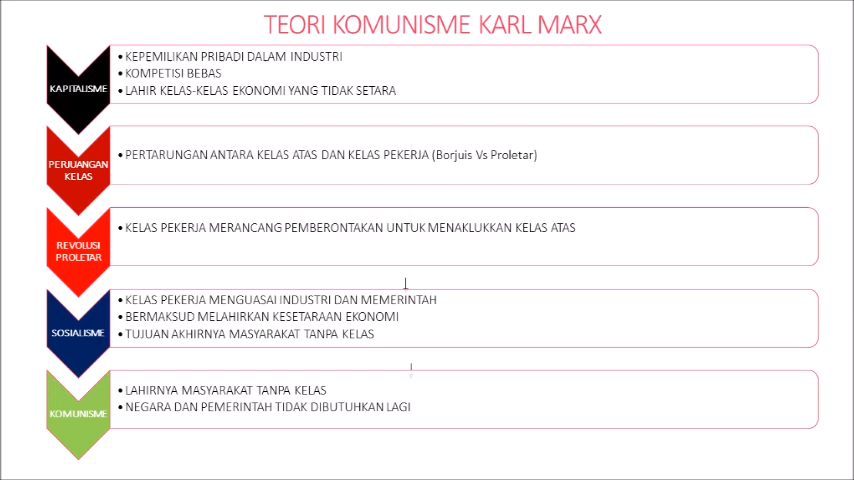 TEORI KOMUNISME KARL MARX
KAPITALISME
• KEPEMILIKAN PRIBADI DALAM INDUSTRI
• KOMPETISI BEBAS
• LAHIR KELAS-KELAS EKONOMI YANG TIDAK SETARA
PERJUANGAN
KELAS
• PERTARUNGAN ANTARA KELAS ATAS DAN KELAS PEKERJA (Borjuis Vs Proletar)
REVOLUSI
PROLETAR
• KELAS PEKERJA MERANCANG PEMBERONTAKAN UNTUK MENAKLUKKAN KELAS ATAS
SOSIALISME
• KELAS PEKERJA MENGUASAI INDUSTRI DAN MEMERINTAH
• BERMAKSUD MELAHIRKAN KESETARAAN EKONOMI
• TUJUAN AKHIRNYA MASYARAKAT TANPA KELAS
KOMUNISME
• LAHIRNYA MASYARAKAT TANPA KELAS
• NEGARA DAN PEMERINTAH TIDAK DIBUTUHKAN LAGI